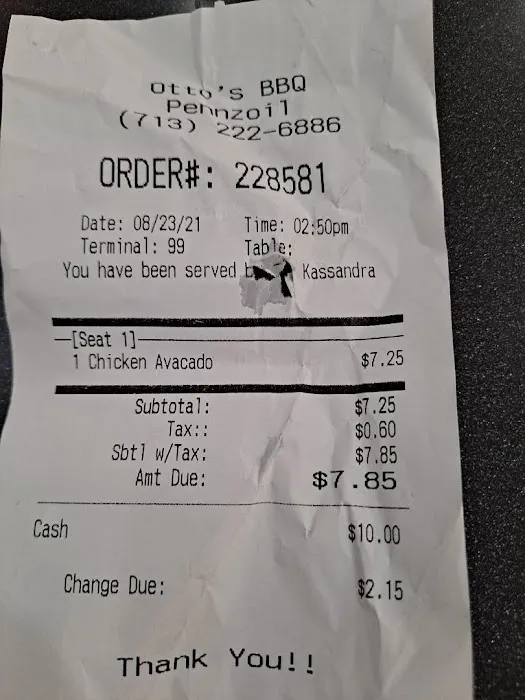 Otto's BBQ
Pennzoil
(713) 222-6886
ORDER#: 228581
Date: 08/23/21 Time: 02:50pm
Terminal: 99 Table:
You have been served Kassandra
[Seat 1]
1 Chicken Avacado $7.25
Subtotal: $7.25
Tax:: $0.60
Sbtl w/Tax: $7.85
Amt Due: $7.85
Cash $10.00
Change Due: $2.15
Thank You!!